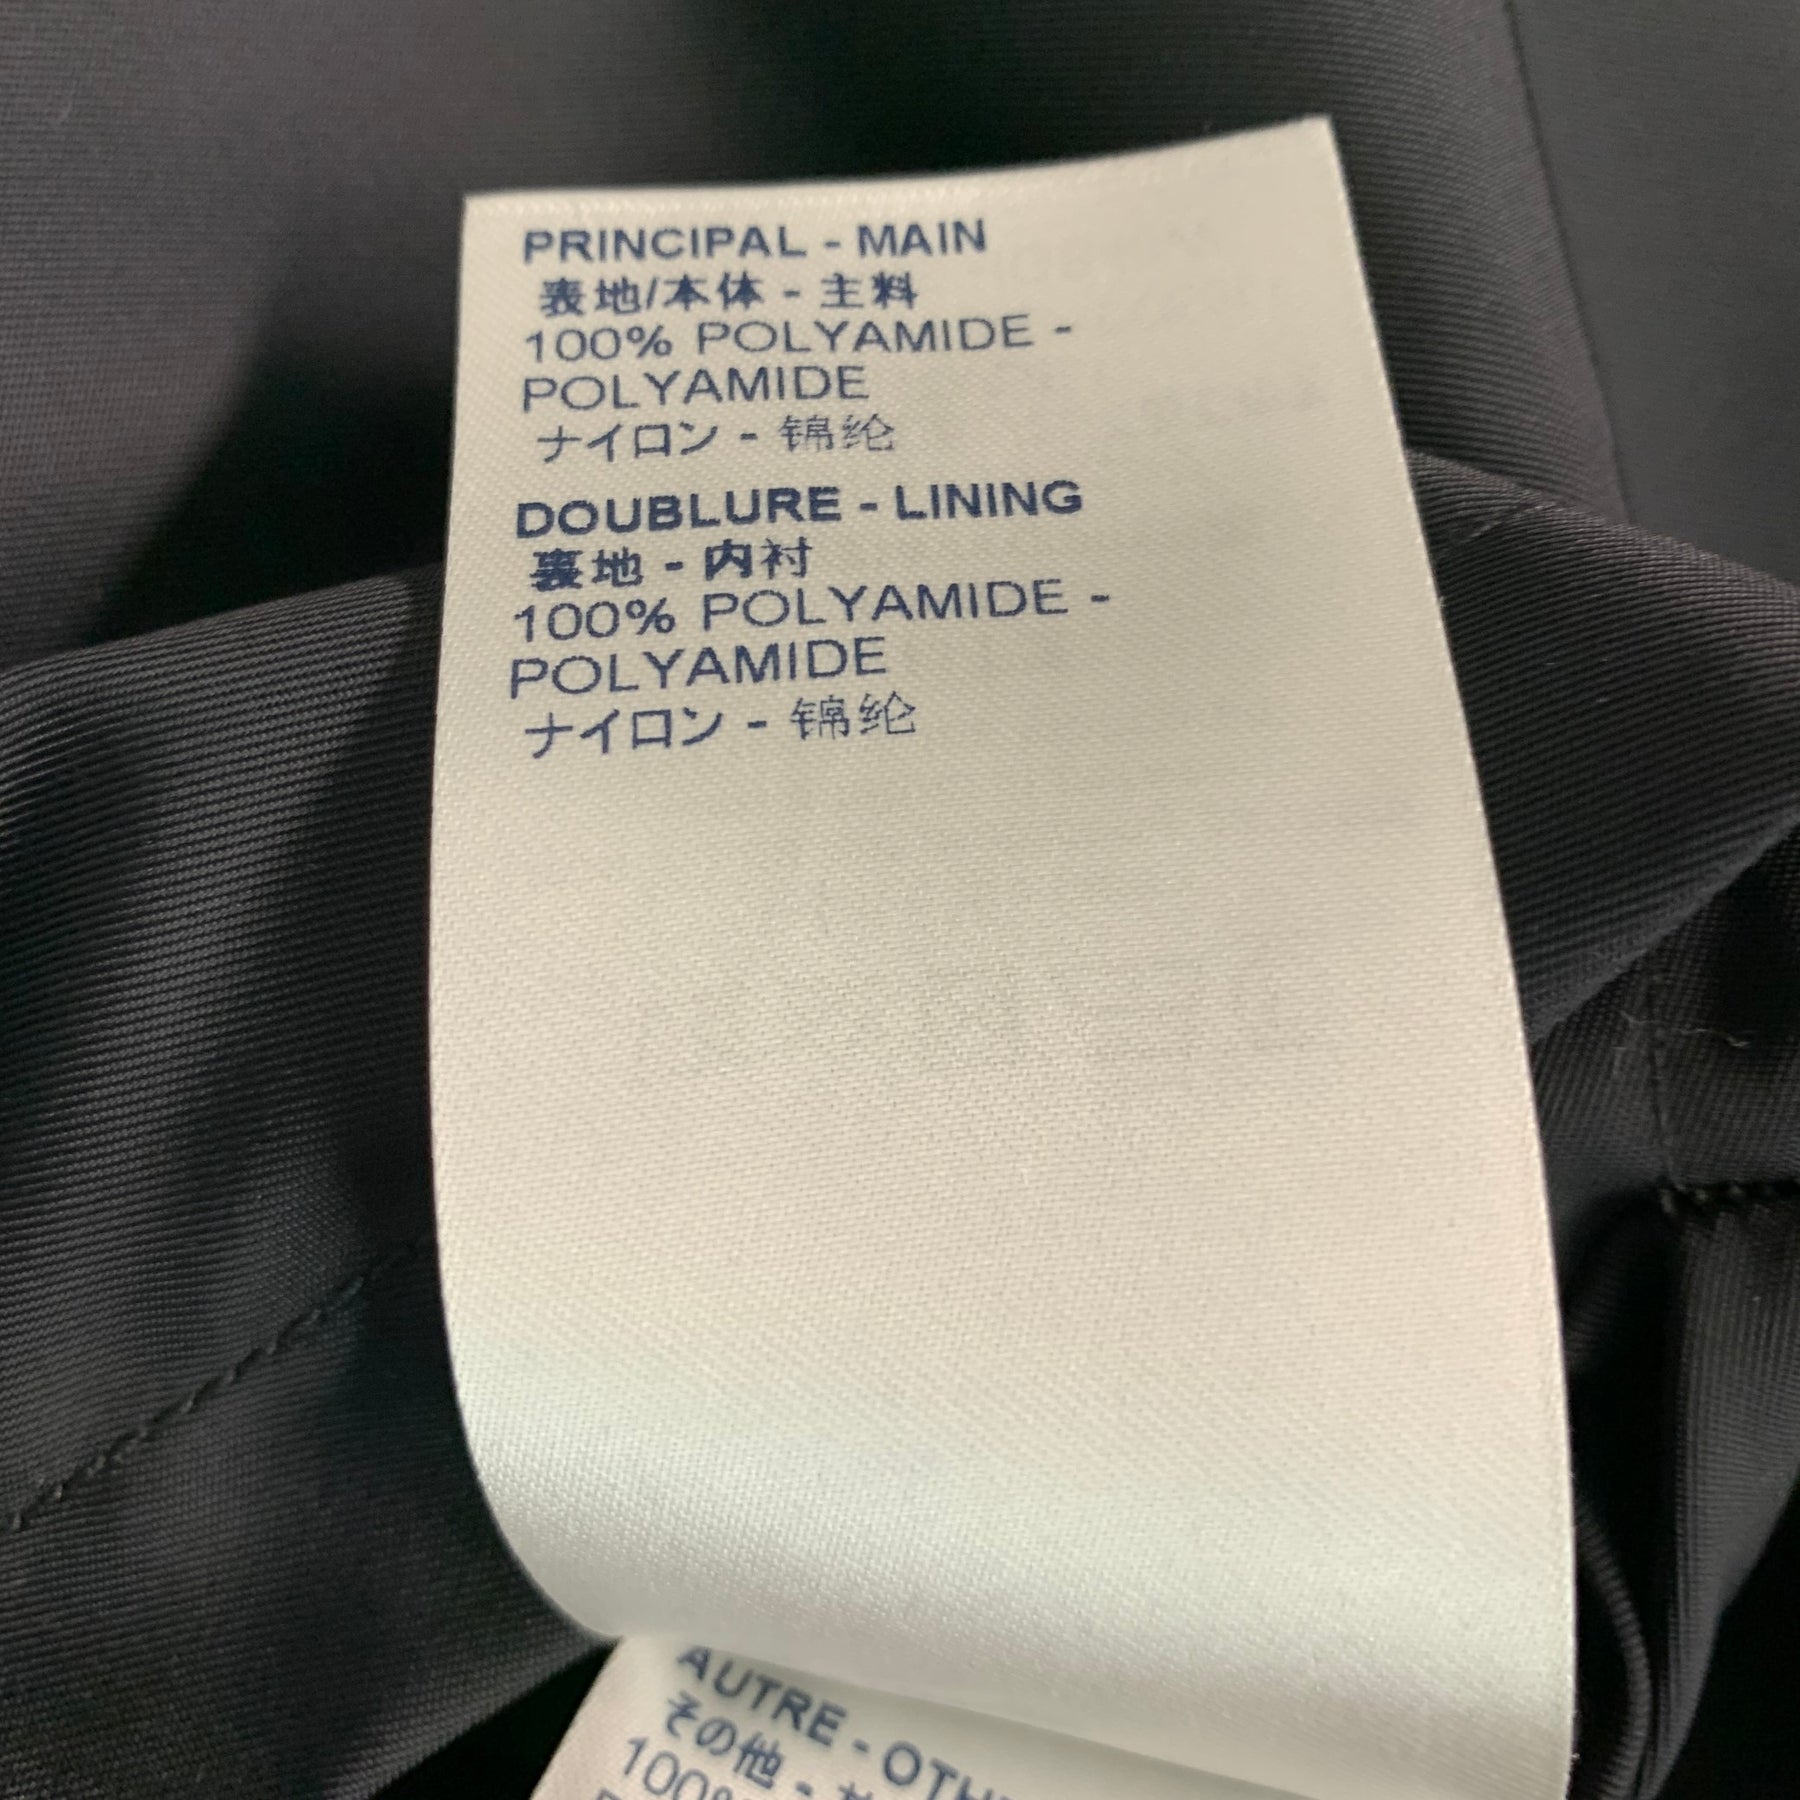 PRINCIPAL - MAIN
表地/本体 - 主料
100% POLYAMIDE -
POLYAMIDE
ナイロン - 锦纶
DOUBLURE - LINING
裏地 - 内衬
100% POLYAMIDE -
POLYAMIDE
ナイロン - 锦纶
AUTRE -
その他 -
100%